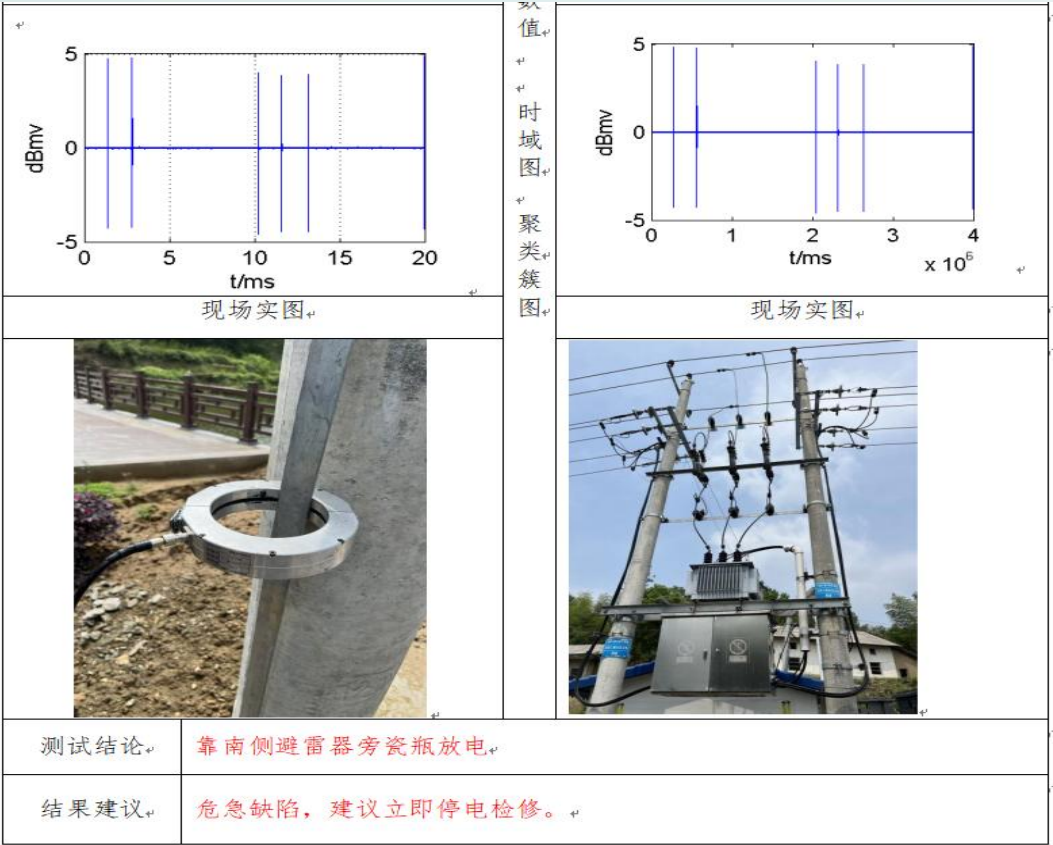 值
时
域
图
聚
类
簇
图
5
0
-5
dBmv
0
5
10
15
20
t/ms
5
0
-5
dBmv
0
1
2
3
4
t/ms
x 10⁶
现场实图
现场实图
测试结论
靠南侧避雷器旁瓷瓶放电
结果建议
危急缺陷，建议立即停电检修。